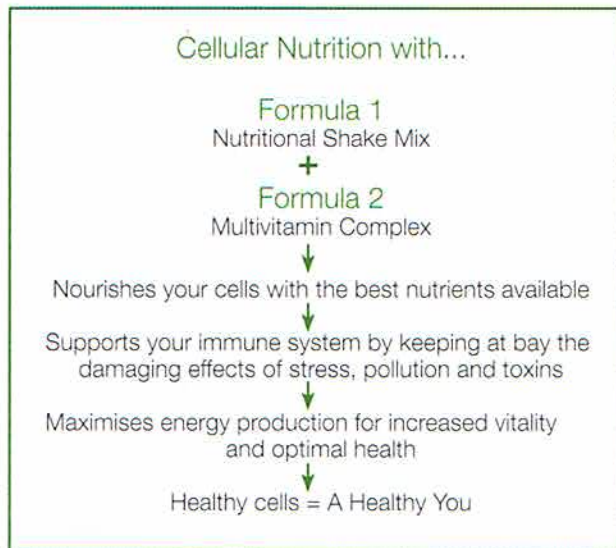 Cellular Nutrition with...
Formula 1
Nutritional Shake Mix
+
Formula 2
Multivitamin Complex
Nourishes your cells with the best nutrients available
Supports your immune system by keeping at bay the
damaging effects of stress, pollution and toxins
Maximises energy production for increased vitality
and optimal health
Healthy cells = A Healthy You